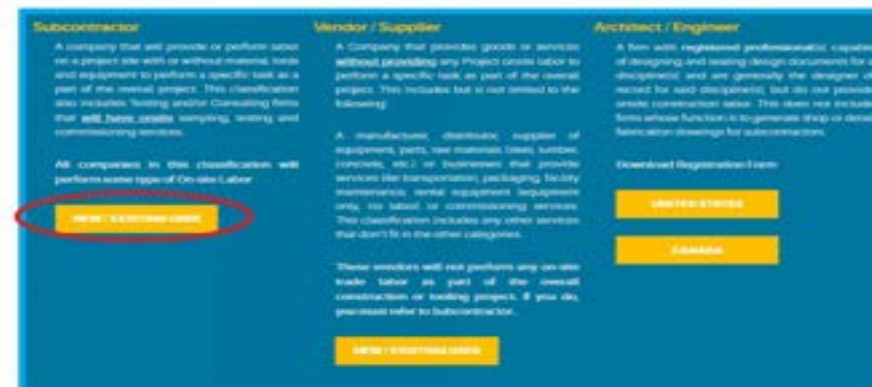 Subcontractor
A company that will provide or perform labor
on a project site with or without material, tools
and equipment to perform a specific task as a
part of the overall project. This classification
also includes Testing and/or Consulting firms
that will have onsite sampling, testing and
commissioning services.
All companies in this classification will
perform some type of On-site Labor
NEW / EXISTING USER
Vendor / Supplier
A Company that provides goods or services
without providing any Project onsite labor to
perform a specific task as part of the overall
project. This includes but is not limited to the
following:
A manufacturer, distributor, supplier of
equipment, parts, raw materials (steel, lumber,
concrete, etc.) or businesses that provide
services like transportation, packaging, facility
maintenance, rental equipment (equipment
only, no labor) or commissioning services.
This classification includes any other services
that don't fit in the other categories.
These vendors will not perform any on-site
trade labor as part of the overall
construction or tooling project. If you do,
you must refer to Subcontractor.
NEW / EXISTING USER
Architect / Engineer
A firm with registered professional(s) capable
of designing and sealing design documents for a
discipline(s) and are generally the designer of
record for said discipline(s), but do not provide
onsite construction labor. This does not include
firms whose function is to generate shop or detail
fabrication drawings for subcontractors.
Download Registration Form
UNITED STATES
CANADA